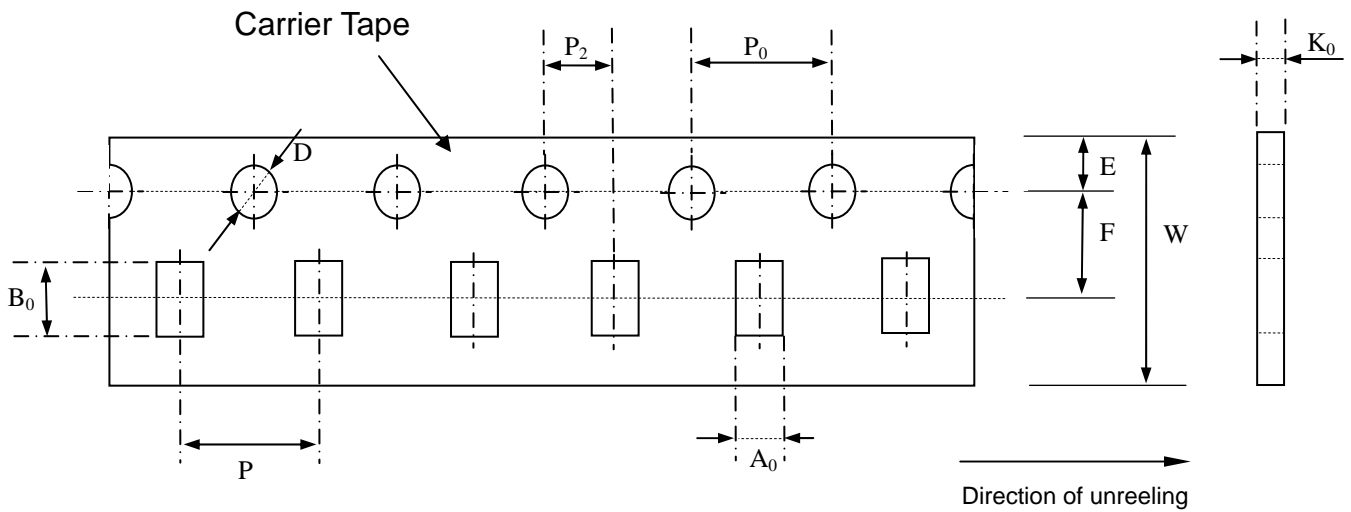 Carrier Tape
P₂
P₀
K₀
D
E
F
W
B₀
P
A₀
Direction of unreeling